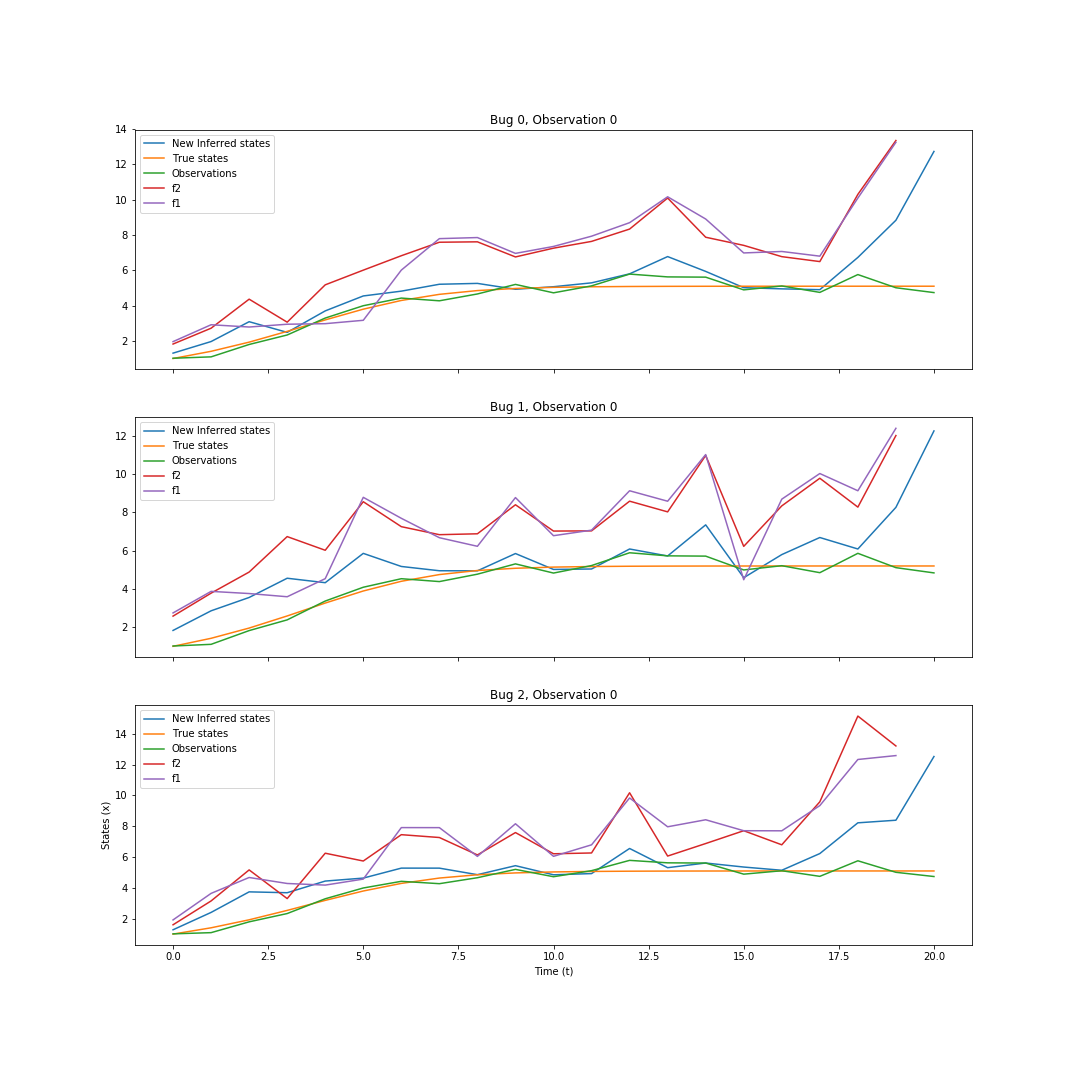 Bug 0, Observation 0
14
12
10
8
6
4
2
New Inferred states
True states
Observations
f2
f1
Bug 1, Observation 0
12
10
8
6
4
2
New Inferred states
True states
Observations
f2
f1
Bug 2, Observation 0
14
12
10
8
6
4
2
States (x)
New Inferred states
True states
Observations
f2
f1
0.0 2.5 5.0 7.5 10.0 12.5 15.0 17.5 20.0
Time (t)